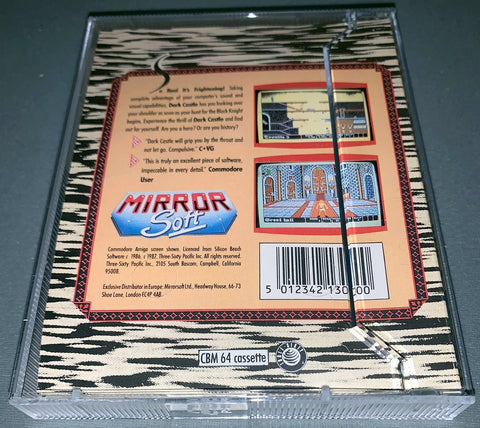 So Real It's Frightening! Taking
complete advantage of your computer's sound and
visual capabilities, Dark Castle has you looking over
your shoulder as soon as your hunt for the Black Knight
begins. Experience the thrill of Dark Castle and find
out for yourself. Are you a hero? Or are you history?
"Dark Castle will grip you by the throat and
not let go. Compulsive." C+VG
"This is truly an excellent piece of software,
impeccable in every detail." Commodore
User
MIRROR
Soft
Commodore Amiga screen shown. Licenced from Silicon Beach
Software c 1986. c 1987. Three-Sixty Pacific Inc. All rights reserved.
Three-Sixty Pacific Inc. 2105 South Bascom, Campbell, California
95008.
Exclusive Distributor in Europe: Mirrorsoft Ltd., Headway House, 66-73
Shoe Lane, London EC4P 4AB.
Great hall
5 012342 130
CBM 64 cassette